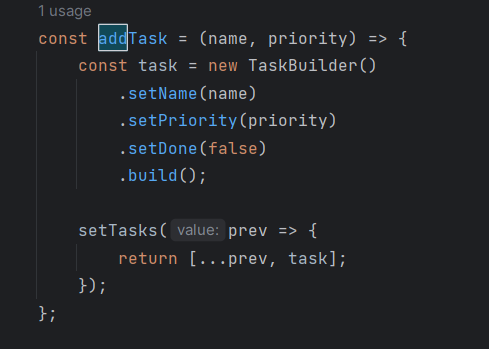 1 usage
const addTask = (name, priority) => {
    const task = new TaskBuilder()
        .setName(name)
        .setPriority(priority)
        .setDone(false)
        .build();

    setTasks( value: prev => {
        return [...prev, task];
    });
};